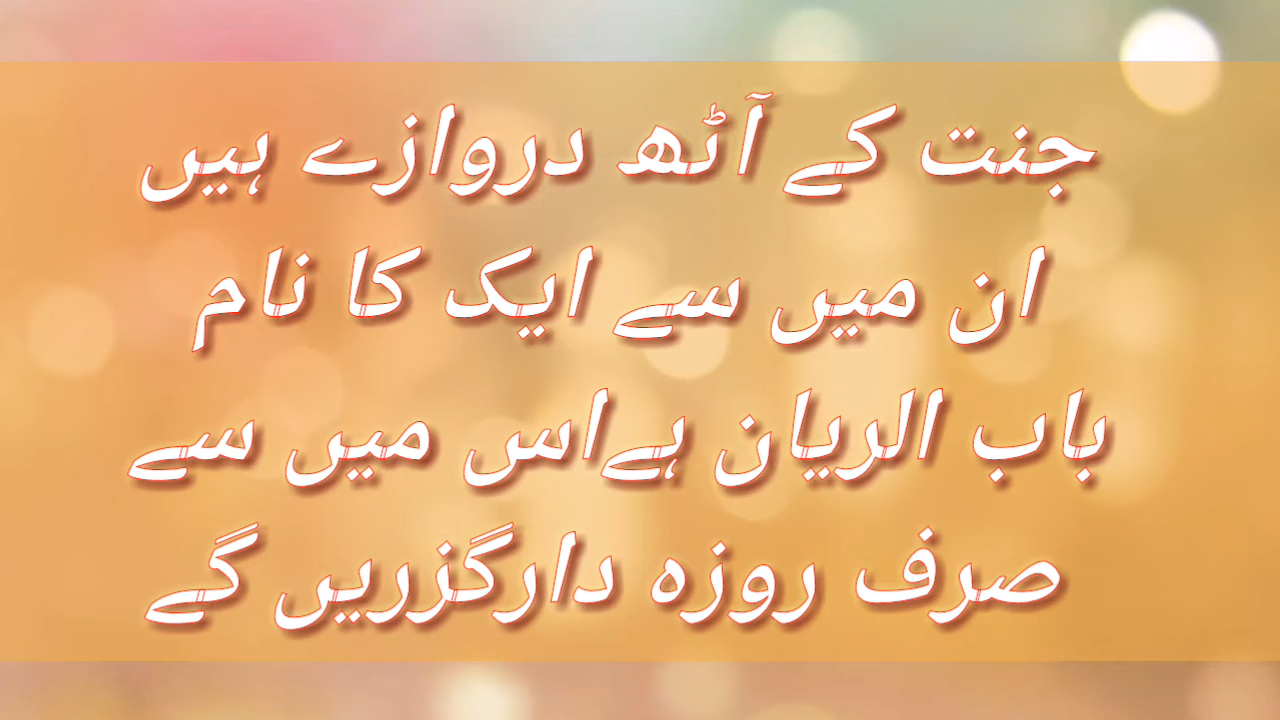 جنت کے آٹھ دروازے ہیں
ان میں سے ایک کا نام
باب الریان ہےاس میں سے
صرف روزہ دارگزریں گے